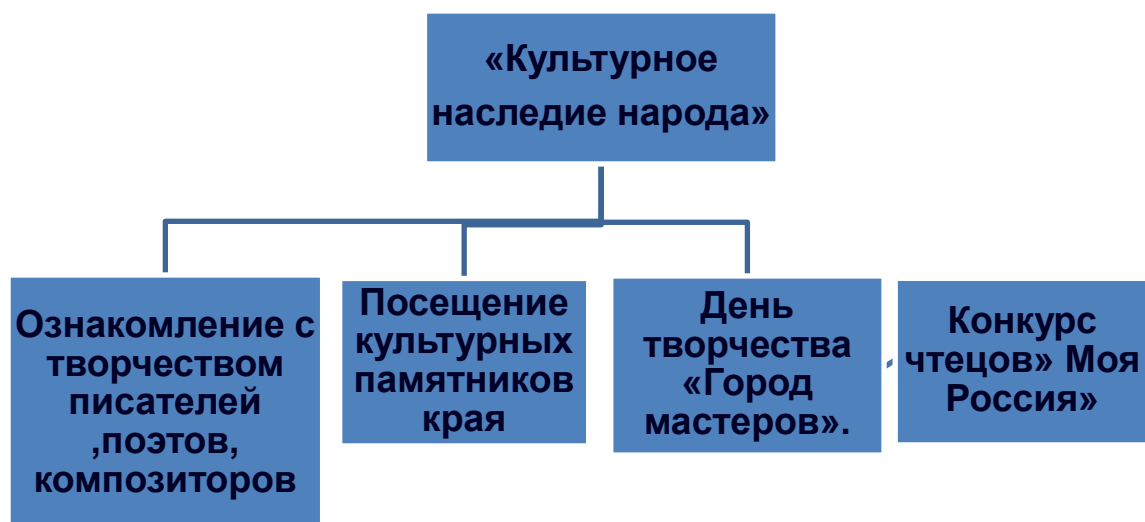 «Культурное
наследие народа»
Ознакомление с
творчеством
писателей
,поэтов,
композиторов
Посещение
культурных
памятников
края
День
творчества
«Город
мастеров».
Конкурс
чтецов» Моя
Россия»